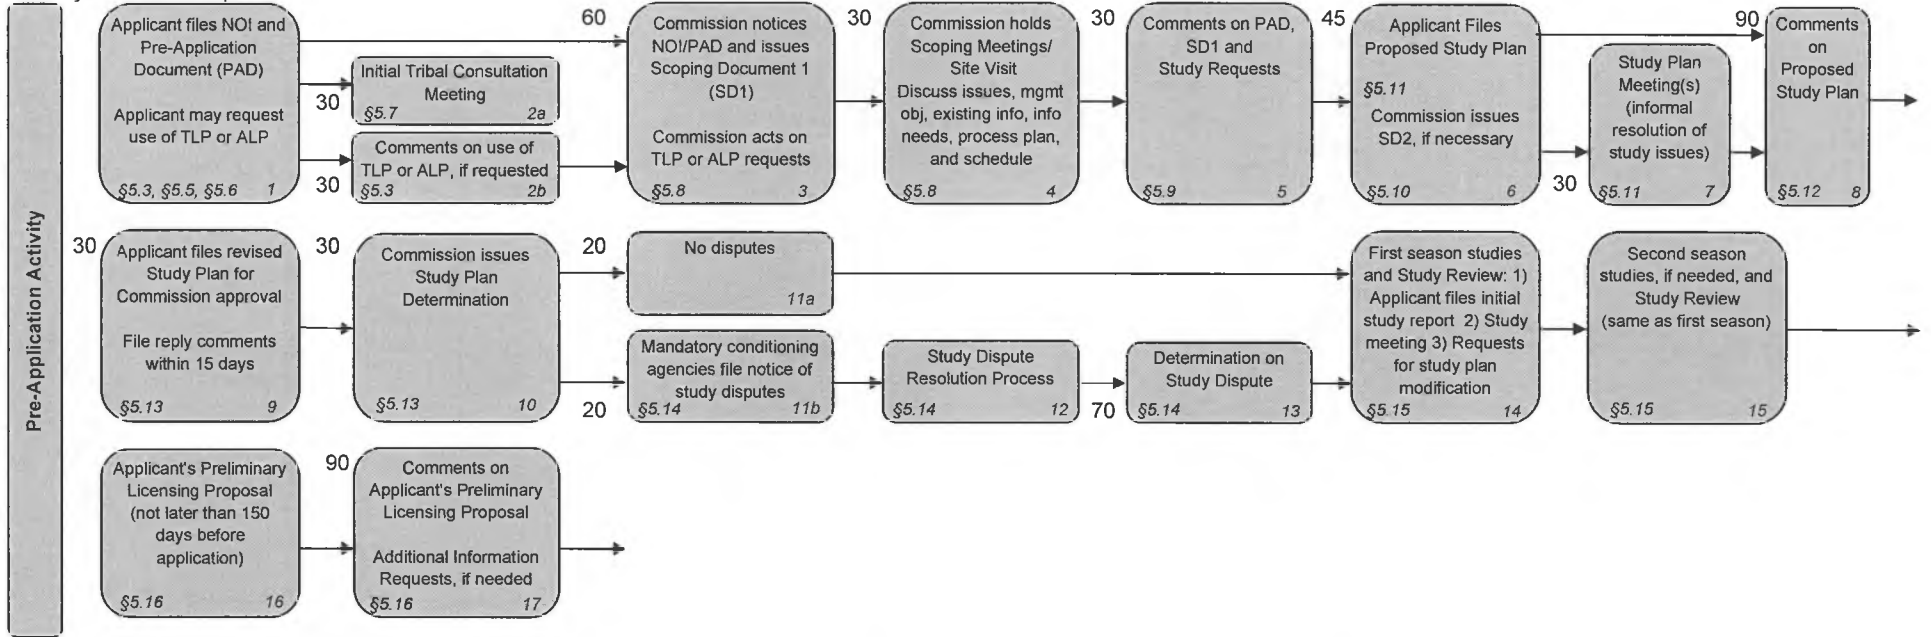 Pre-Application Activity
Applicant files NOI and
Pre-Application
Document (PAD)
Applicant may request
use of TLP or ALP
§5.3, §5.5, §5.6 1
30
Initial Tribal Consultation
Meeting
§5.7 2a
30
Comments on use of
TLP or ALP, if requested
§5.3 2b
60
Commission notices
NOI/PAD and issues
Scoping Document 1
(SD1)
Commission acts on
TLP or ALP requests
§5.8 3
30
Commission holds
Scoping Meetings/
Site Visit
Discuss issues, mgmt
obj, existing info, info
needs, process plan,
and schedule
§5.8 4
30
Comments on PAD,
SD1 and
Study Requests
§5.9 5
45
Applicant Files
Proposed Study Plan
§5.11
Commission issues
SD2, if necessary
§5.10 6
30
Study Plan
Meeting(s)
(informal
resolution of
study issues)
§5.11 7
90
Comments
on
Proposed
Study Plan
§5.12 8
30
Applicant files revised
Study Plan for
Commission approval
File reply comments
within 15 days
§5.13 9
30
Commission issues
Study Plan
Determination
§5.13 10
20
No disputes
11a
20
Mandatory conditioning
agencies file notice of
study disputes
§5.14 11b
Study Dispute
Resolution Process
§5.14 12
70
Determination on
Study Dispute
§5.14 13
First season studies
and Study Review: 1)
Applicant files initial
study report 2) Study
meeting 3) Requests
for study plan
modification
§5.15 14
Second season
studies, if needed, and
Study Review
(same as first season)
§5.15 15
Applicant's Preliminary
Licensing Proposal
(not later than 150
days before
application)
§5.16 16
90
Comments on
Applicant's Preliminary
Licensing Proposal
Additional Information
Requests, if needed
§5.16 17